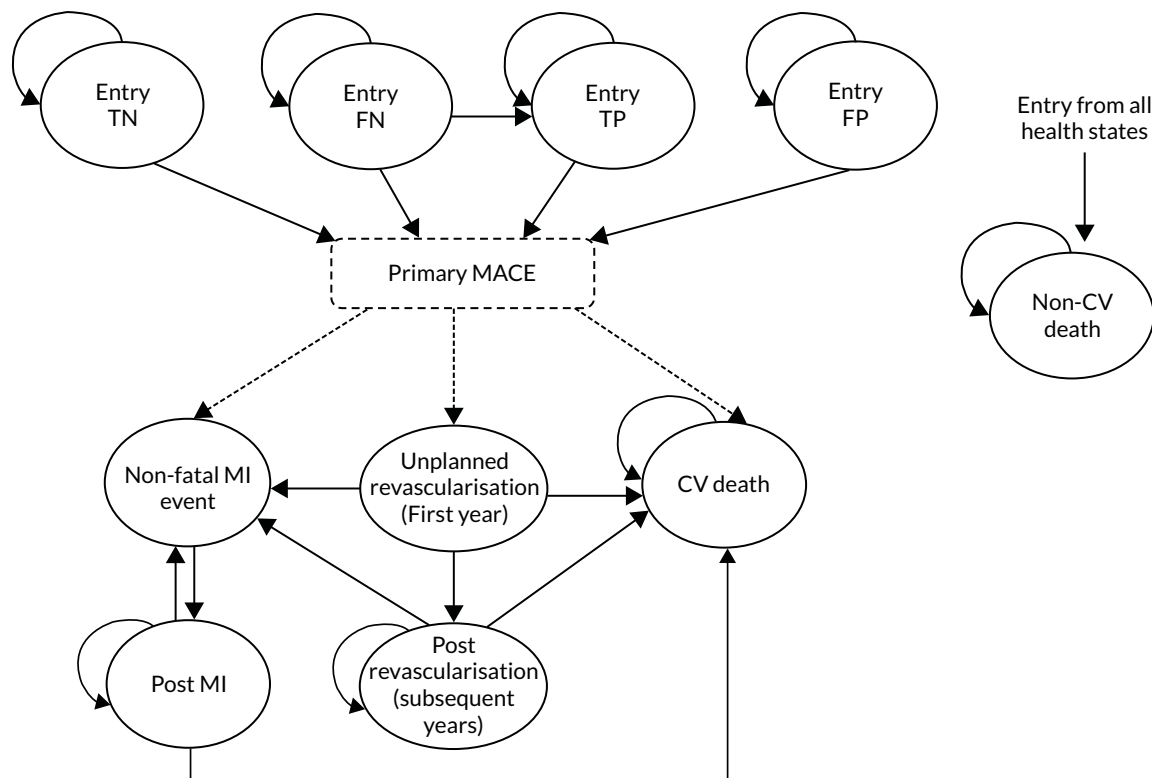 Entry
TN
Entry
FN
Entry
TP
Entry
FP
Entry from all
health states
Primary MACE
Non-CV
death
Non-fatal MI
event
Unplanned
revascularisation
(First year)
CV death
Post MI
Post
revascularisation
(subsequent
years)